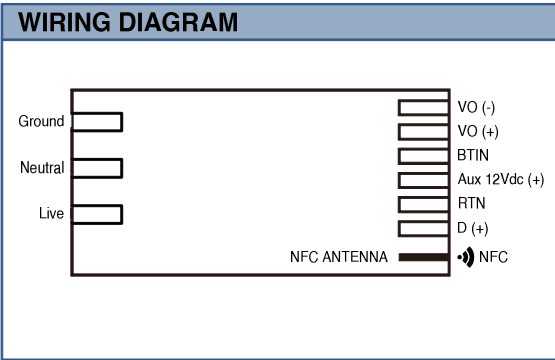 WIRING DIAGRAM
Ground
Neutral
Live
VO (-)
VO (+)
BTIN
Aux 12Vdc (+)
RTN
D (+)
NFC ANTENNA
NFC